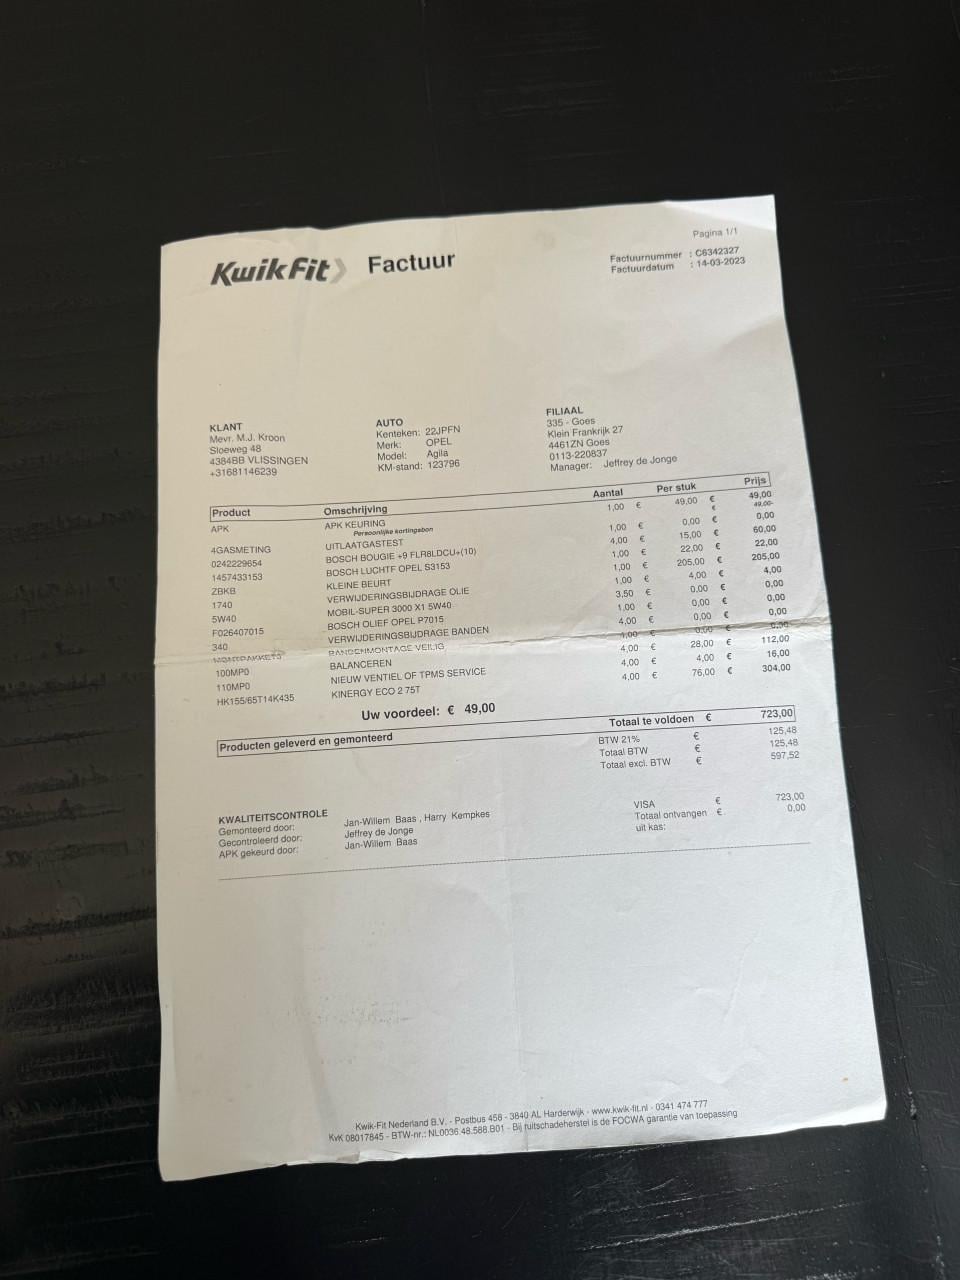 Pagina 1/1
KwikFit Factuur
Factuurnummer : C6342327
Factuurdatum : 14-03-2023
KLANT
Mevr. M.J. Kroon
Sloeweg 48
4384BB VLISSINGEN
+31681146239
AUTO
Kenteken: 22JPFN
Merk: OPEL
Model: Agila
KM-stand: 123796
FILIAAL
335 - Goes
Klein Frankrijk 27
4461ZN Goes
0113-220837
Manager: Jeffrey de Jonge
Product Omschrijving Aantal Per stuk Prijs
APK APK KEURING 1,00 € 49,00 € 49,00
Persoonlijke kortingsbon € 49,00-
4GASMETING UITLAATGASTEST 1,00 € 0,00 € 0,00
0242229654 BOSCH BOUGIE +9 FLR8LDCU+(10) 4,00 € 15,00 € 60,00
1457433153 BOSCH LUCHTF OPEL S3153 1,00 € 22,00 € 22,00
ZBKB KLEINE BEURT 1,00 € 205,00 € 205,00
1740 VERWIJDERINGSBIJDRAGE OLIE 1,00 € 4,00 € 4,00
5W40 MOBIL-SUPER 3000 X1 5W40 3,50 € 0,00 € 0,00
F026407015 BOSCH OLIEF OPEL P7015 1,00 € 0,00 € 0,00
340 VERWIJDERINGSBIJDRAGE BANDEN 4,00 € 0,00 € 0,00
BANDENMONTAGE VEILIG 4,00 € 0,00 € 0,00
100MP0 BALANCEREN 4,00 € 28,00 € 112,00
110MP0 NIEUW VENTIEL OF TPMS SERVICE 4,00 € 4,00 € 16,00
HK155/65T14K435 KINERGY ECO 2 75T 4,00 € 76,00 € 304,00
Uw voordeel: € 49,00
Producten geleverd en gemonteerd Totaal te voldoen € 723,00
BTW 21% € 125,48
Totaal BTW € 125,48
Totaal excl. BTW € 597,52
KWALITEITSCONTROLE
Gemonteerd door: Jan-Willem Baas , Harry Kempkes
Gecontroleerd door: Jeffrey de Jonge
APK gekeurd door: Jan-Willem Baas
VISA € 723,00
Totaal ontvangen € 0,00
uit kas:
Kwik-Fit Nederland B.V. - Postbus 458 - 3840 AL Harderwijk - www.kwik-fit.nl - 0341 474 777
KvK 08017845 - BTW-nr.: NL0036.48.588.B01 - Bij ruitschadeherstel is de FOCWA garantie van toepassing